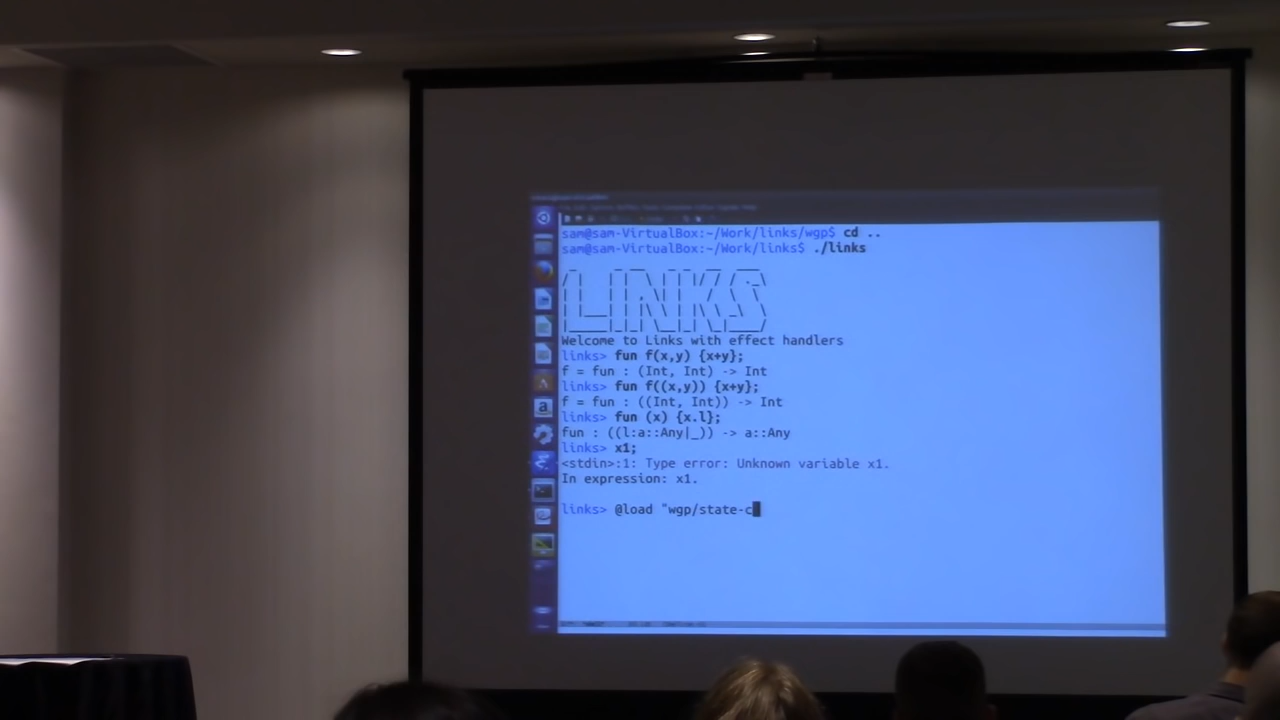 sam@sam-VirtualBox:~/Work/links/wgp$ cd ..
sam@sam-VirtualBox:~/Work/links$ ./links
LINKS
Welcome to Links with effect handlers
links> fun f(x,y) {x+y};
f = fun : (Int, Int) -> Int
links> fun f((x,y)) {x+y};
f = fun : ((Int, Int)) -> Int
links> fun (x) {x.l};
fun : ((l:a::Any|_)) -> a::Any
links> x1;
<stdin>:1: Type error: Unknown variable x1.
In expression: x1.
links> @load "wgp/state-c